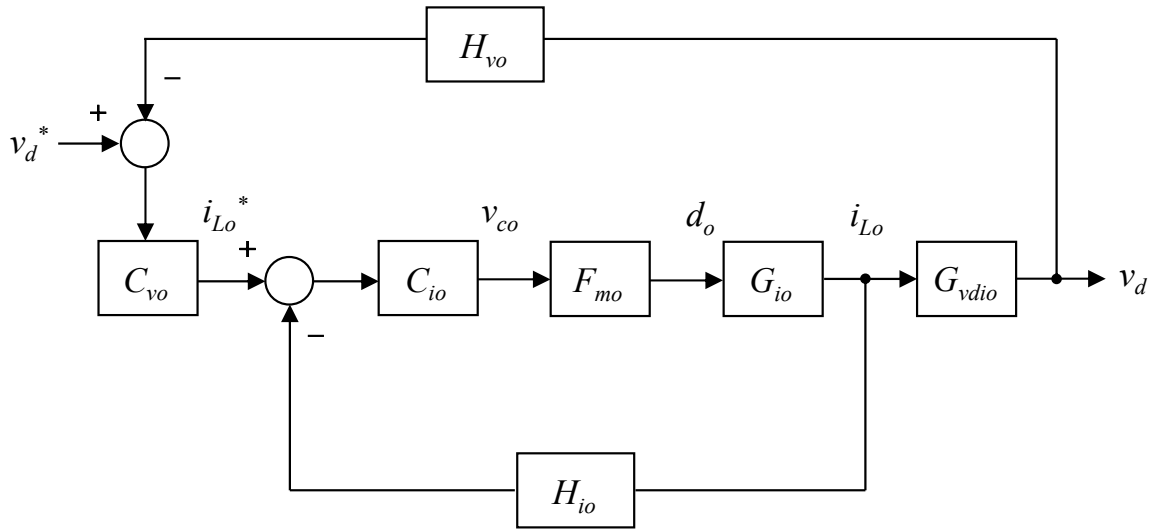 H_vo
−
+
v_d*
i_Lo*
v_co
d_o
i_Lo
+
C_vo
C_io
F_mo
G_io
G_vdio
v_d
−
H_io